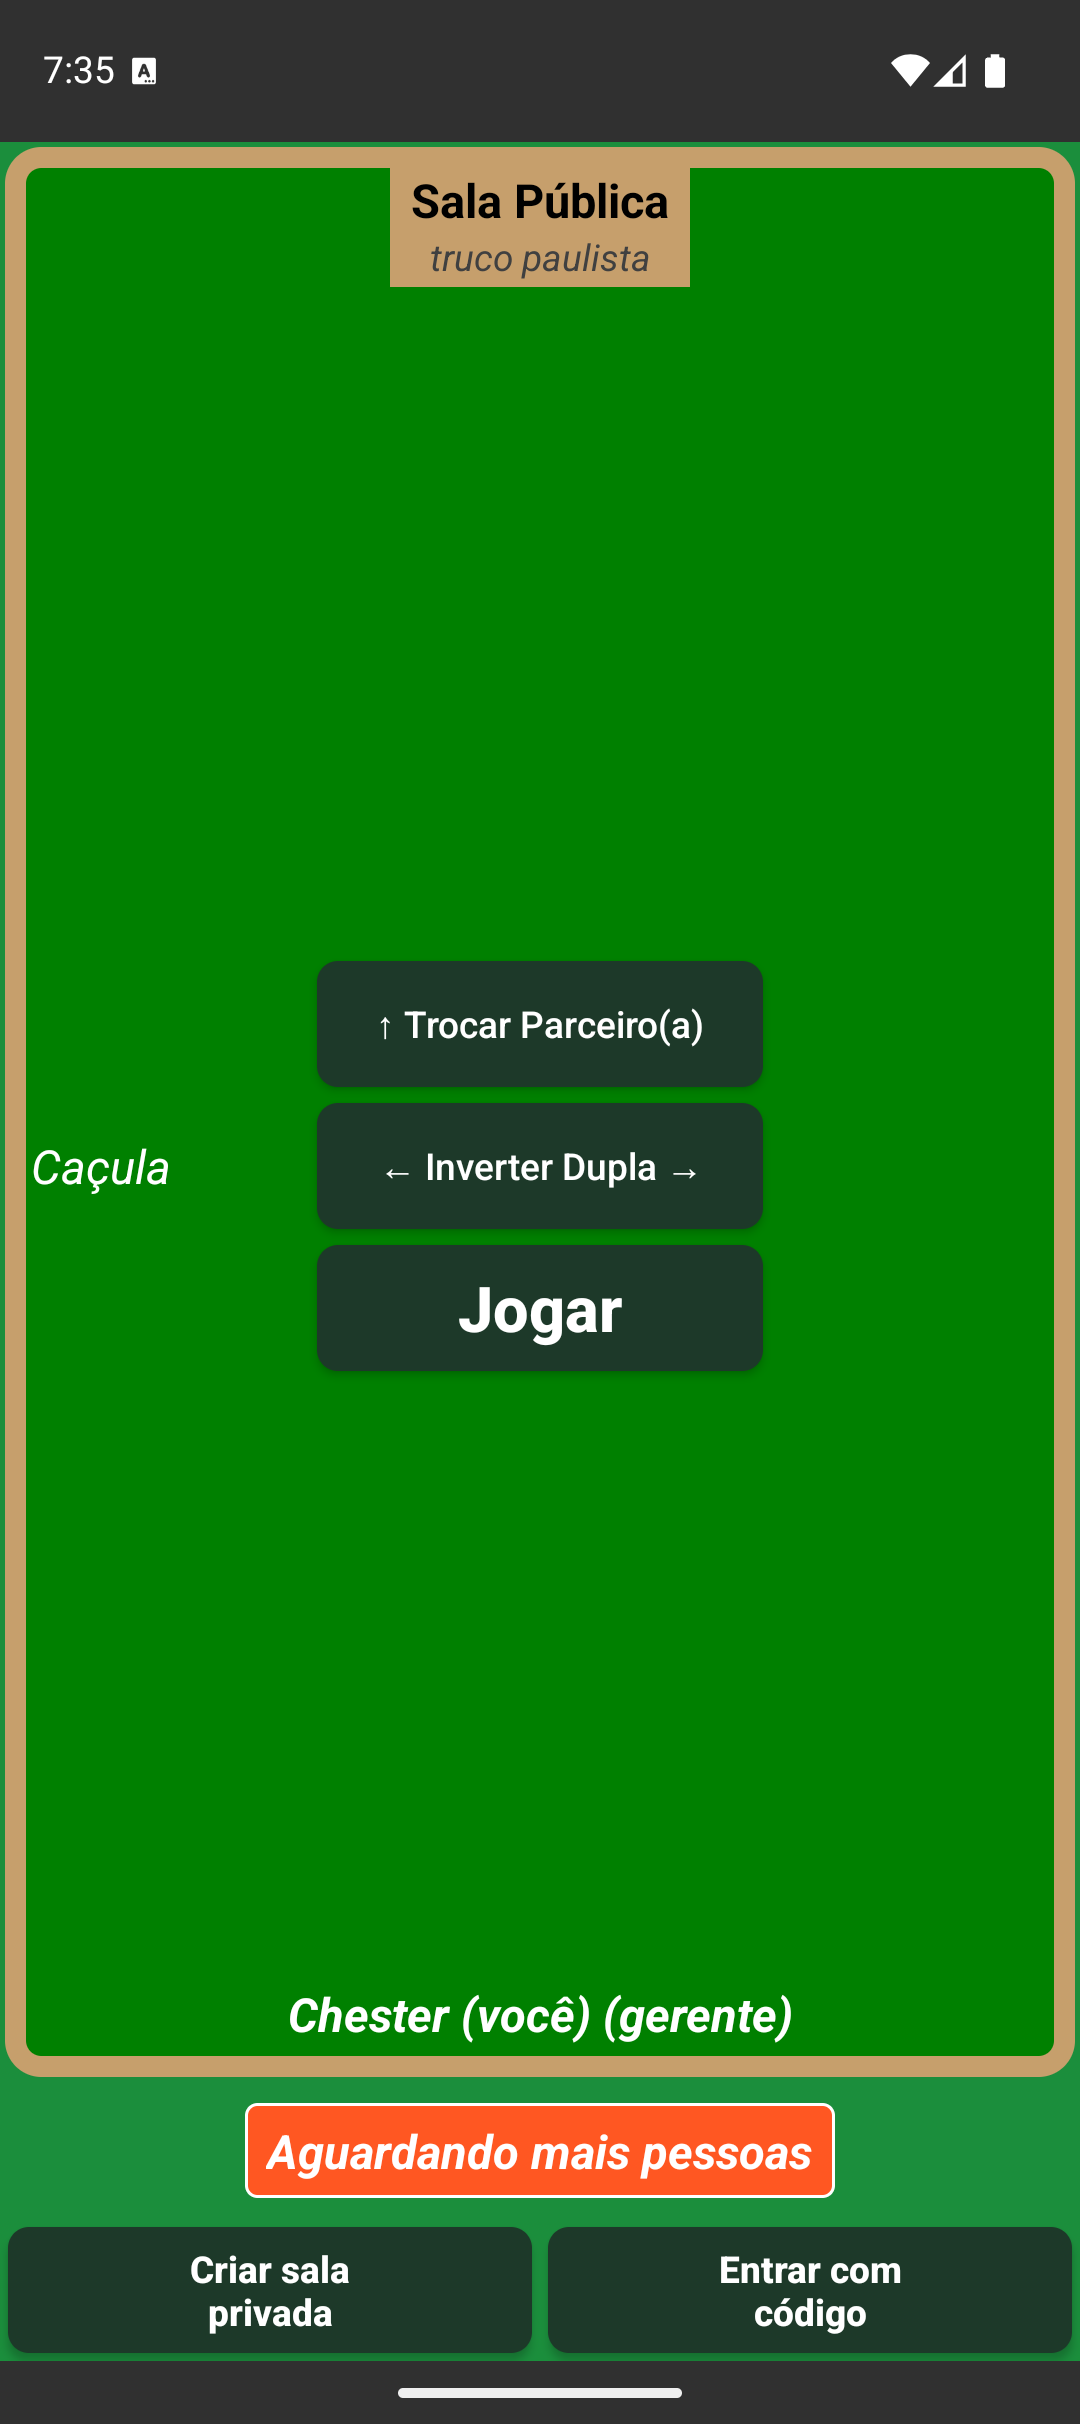 7:35
Sala Pública
truco paulista
↑ Trocar Parceiro(a)
Caçula
← Inverter Dupla →
Jogar
Chester (você) (gerente)
Aguardando mais pessoas
Criar sala
privada
Entrar com
código